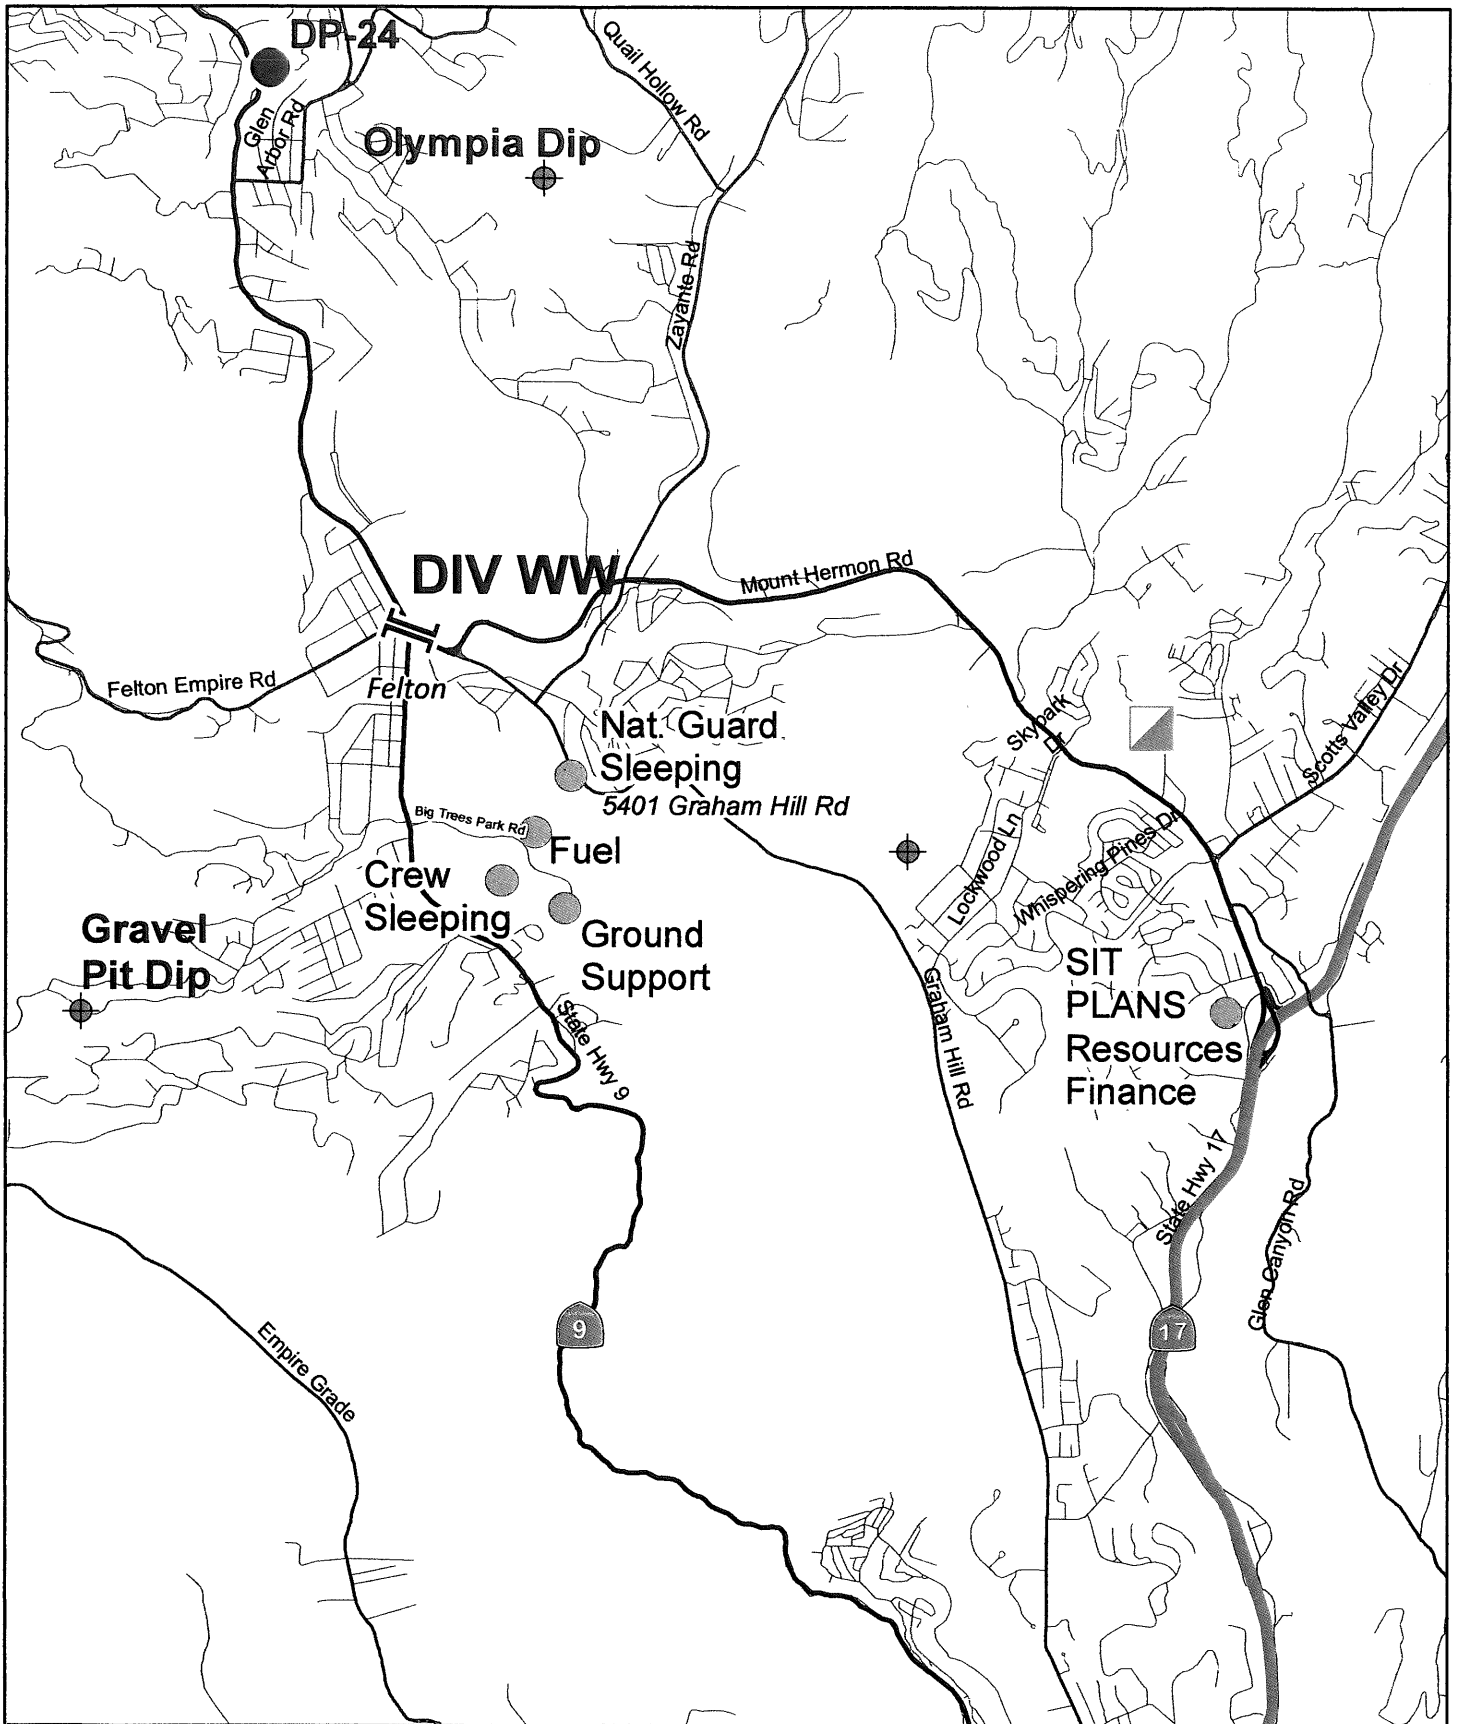 DP-24
Quail Hollow Rd
Glen
Arbor Rd
Olympia Dip
Zayante Rd
DIV WW
Mount Hermon Rd
Felton Empire Rd
Felton
Nat. Guard
Sleeping
5401 Graham Hill Rd
Skypark
Dr
Scotts Valley Dr
Big Trees Park Rd
Fuel
Crew
Sleeping
Lockwood Ln
Whispering Pines Dr
Gravel
Pit Dip
Ground
Support
SIT
PLANS
Resources
Finance
Graham Hill Rd
State Hwy 9
State Hwy 17
Glen Canyon Rd
9
17
Empire Grade